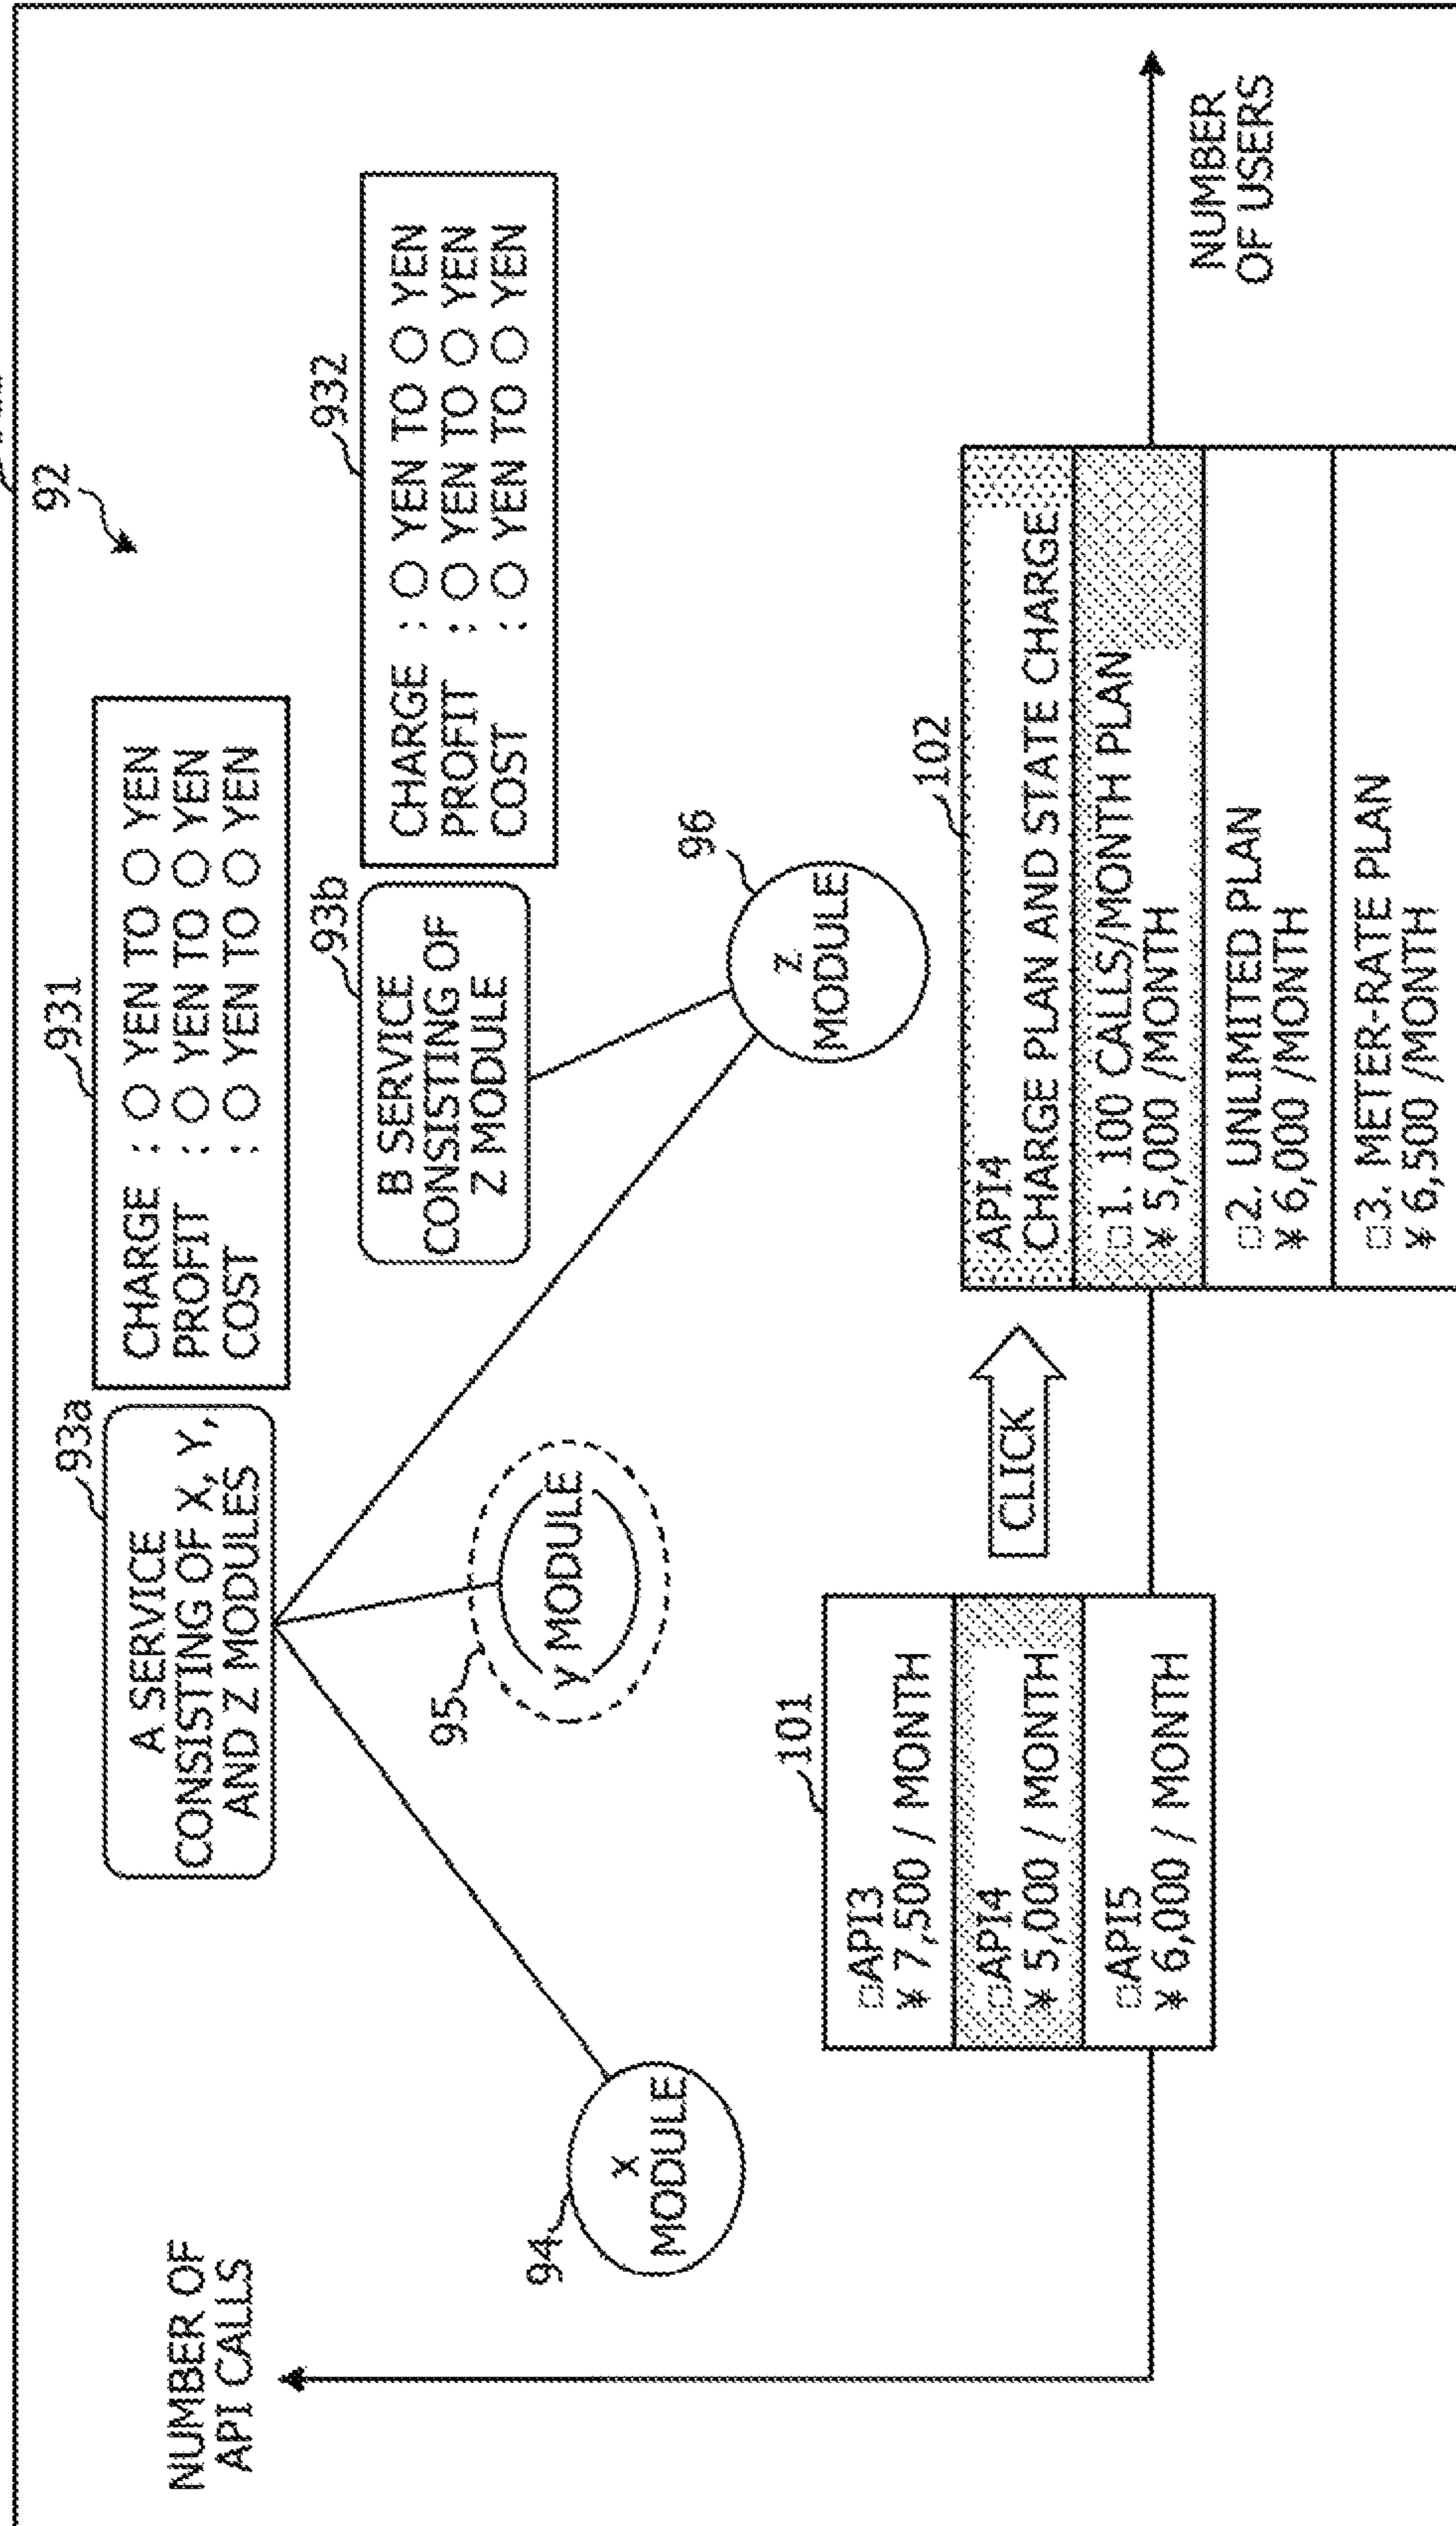 92
NUMBER OF
API CALLS
93a
A SERVICE
CONSISTING OF X, Y,
AND Z MODULES
931
CHARGE : ○ YEN TO ○ YEN
PROFIT : ○ YEN TO ○ YEN
COST : ○ YEN TO ○ YEN
93b
B SERVICE
CONSISTING OF
Z MODULE
932
CHARGE : ○ YEN TO ○ YEN
PROFIT : ○ YEN TO ○ YEN
COST : ○ YEN TO ○ YEN
94
X
MODULE
95
y MODULE
96
Z
MODULE
101
□API3
¥ 7,500 / MONTH
□API4
¥ 5,000 / MONTH
□API5
¥ 6,000 / MONTH
CLICK
102
API4
CHARGE PLAN AND STATE CHARGE
□1. 100 CALLS/MONTH PLAN
¥ 5,000 /MONTH
□2. UNLIMITED PLAN
¥ 6,000 /MONTH
□3. METER-RATE PLAN
¥ 6,500 /MONTH
NUMBER
OF USERS